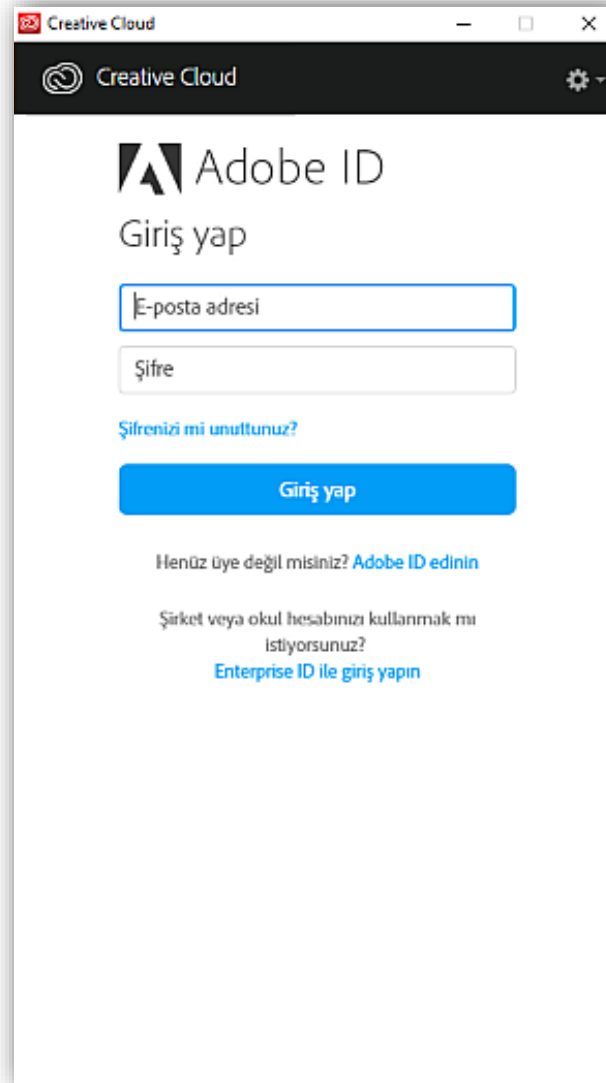 Creative Cloud
Creative Cloud
Adobe ID
Giriş yap
E-posta adresi
Şifre
Şifrenizi mi unuttunuz?
Giriş yap
Henüz üye değil misiniz? Adobe ID edinin
Şirket veya okul hesabınızı kullanmak mı
istiyorsunuz?
Enterprise ID ile giriş yapın